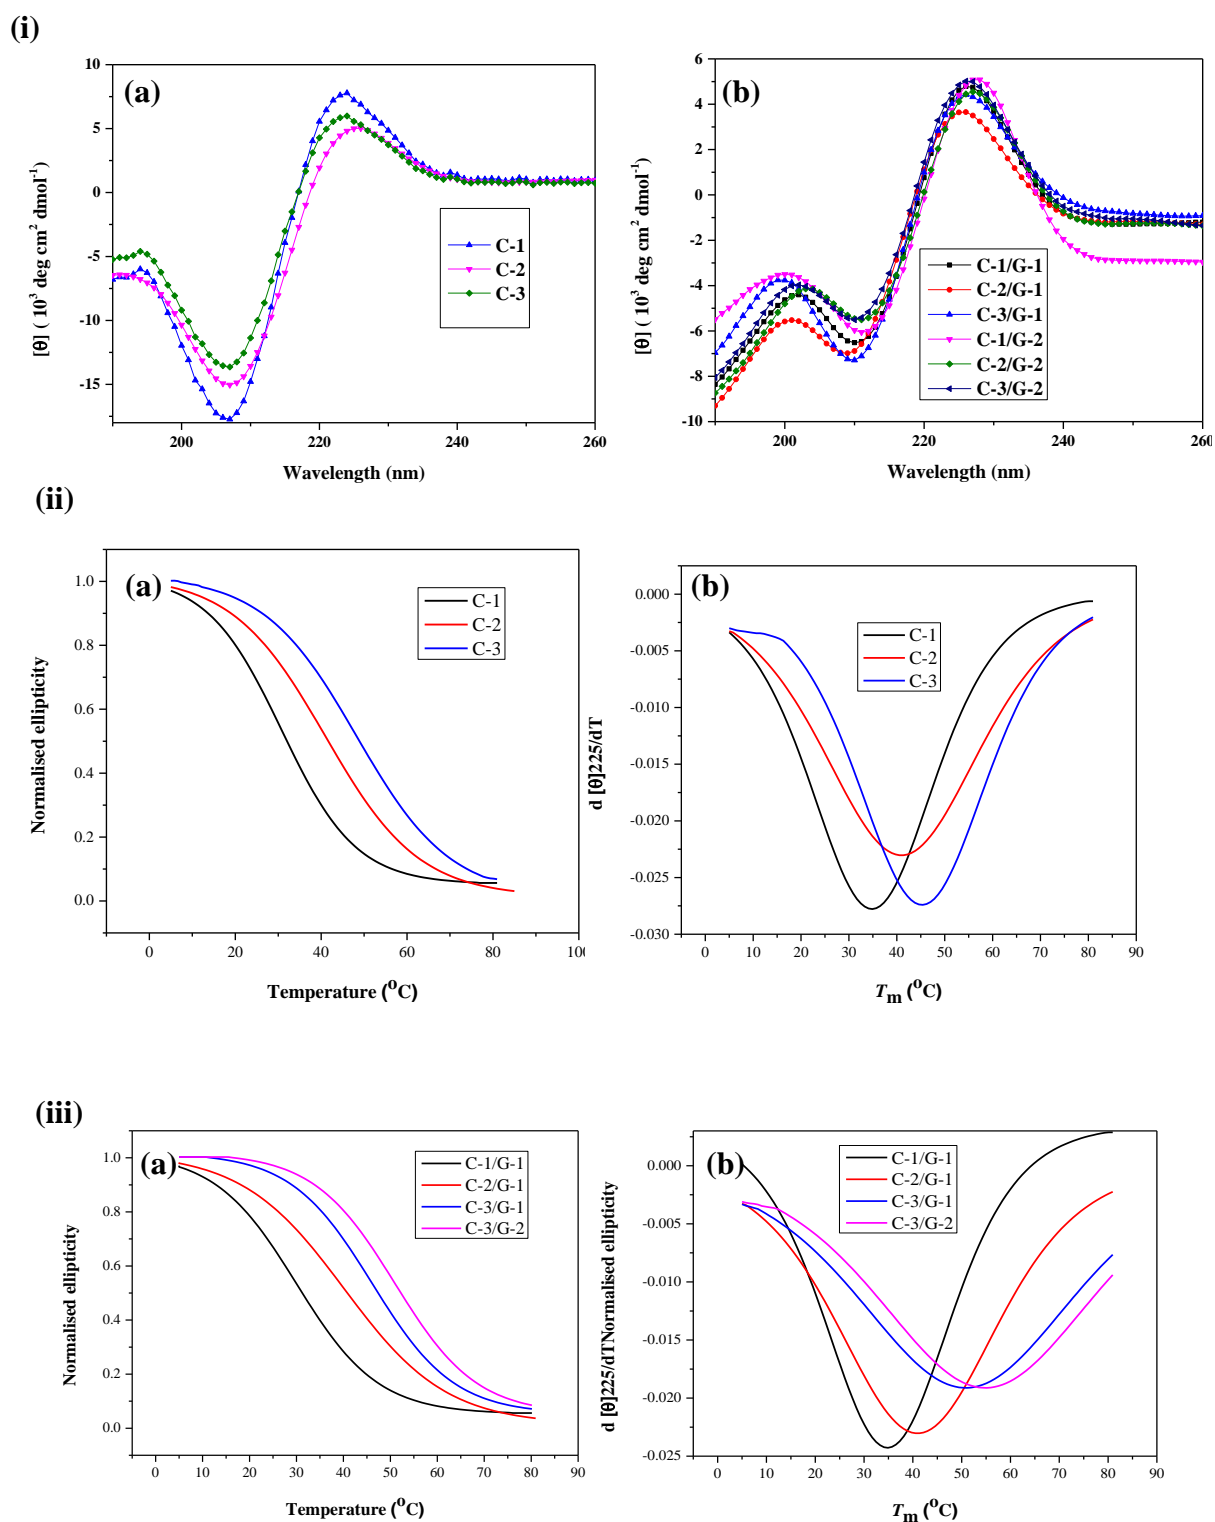 (i)
(a)
10
5
0
-5
-10
-15
200
220
240
260
[θ] ( 10³ deg cm² dmol⁻¹)
Wavelength (nm)
C-1
C-2
C-3
(b)
6
4
2
0
-2
-4
-6
-8
-10
200
220
240
260
[θ] ( 10³ deg cm² dmol⁻¹)
Wavelength (nm)
C-1/G-1
C-2/G-1
C-3/G-1
C-1/G-2
C-2/G-2
C-3/G-2
(ii)
(a)
1.0
0.8
0.6
0.4
0.2
0.0
0
20
40
60
80
Normalised ellipticity
Temperature (°C)
C-1
C-2
C-3
(b)
0.000
-0.005
-0.010
-0.015
-0.020
-0.025
-0.030
0
10
20
30
40
50
60
70
80
90
d [θ]225/dT
Tm (°C)
C-1
C-2
C-3
(iii)
(a)
1.0
0.8
0.6
0.4
0.2
0.0
0
10
20
30
40
50
60
70
80
90
Normalised ellipticity
Temperature (°C)
C-1/G-1
C-2/G-1
C-3/G-1
C-3/G-2
(b)
0.000
-0.005
-0.010
-0.015
-0.020
-0.025
0
10
20
30
40
50
60
70
80
90
d [θ]225/dTNormalised ellipticity
Tm (°C)
C-1/G-1
C-2/G-1
C-3/G-1
C-3/G-2